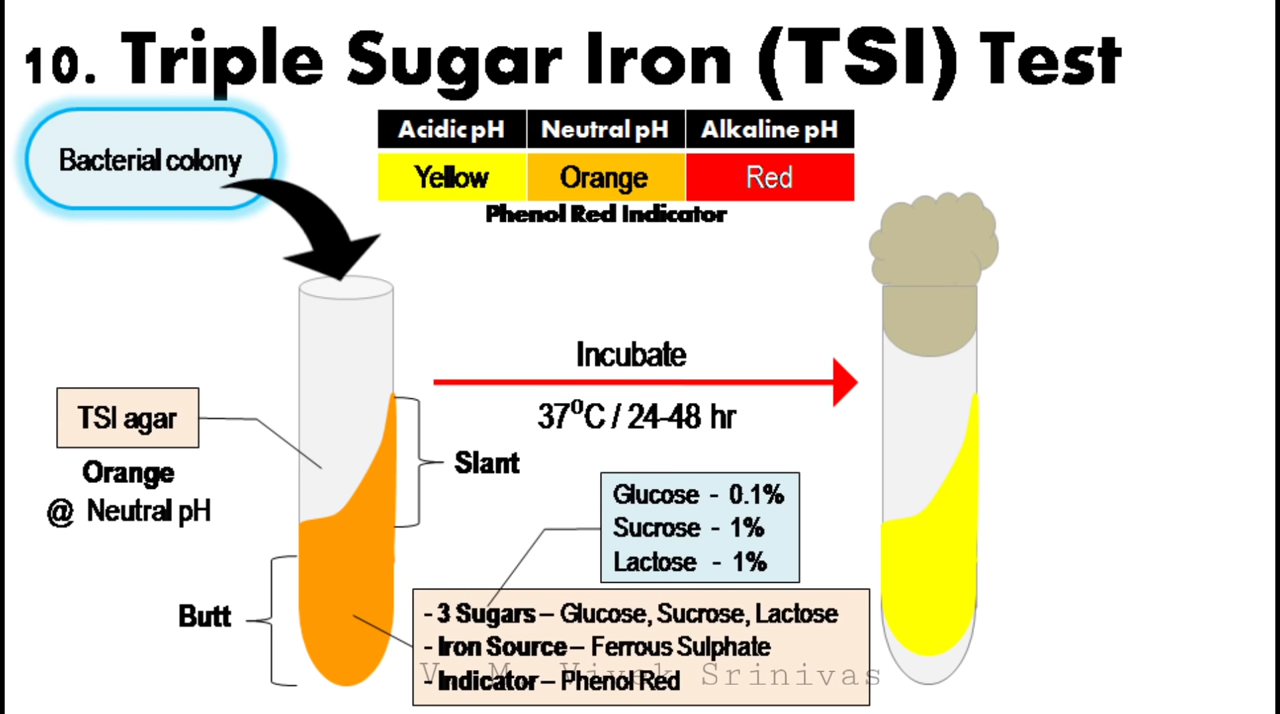 10. Triple Sugar Iron (TSI) Test
Bacterial colony
Acidic pH Neutral pH Alkaline pH
Yellow Orange Red
Phenol Red Indicator
Incubate
37⁰C / 24-48 hr
TSI agar
Orange
@ Neutral pH
Slant
Glucose - 0.1%
Sucrose - 1%
Lactose - 1%
Butt
- 3 Sugars – Glucose, Sucrose, Lactose
- Iron Source – Ferrous Sulphate
- Indicator – Phenol Red
V. M. Vivek Srinivas